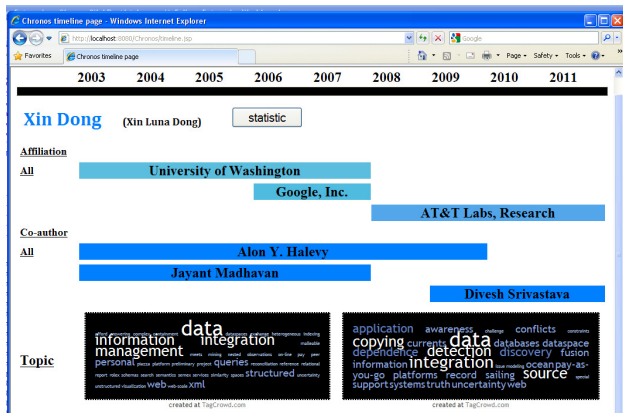 Chronos timeline page - Windows Internet Explorer
http://localhost:8080/Chronos/timeline.jsp
Google
Favorites
Chronos timeline page
Page
Safety
Tools
2003 2004 2005 2006 2007 2008 2009 2010 2011
Xin Dong (Xin Luna Dong) statistic
Affiliation
All University of Washington
Google, Inc.
AT&T Labs, Research
Co-author
All Alon Y. Halevy
Jayant Madhavan
Divesh Srivastava
Topic
data
information integration
management
personal queries
structured
web xml
created at TagCrowd.com
application awareness challenge conflicts constraints
copying currents data databases dataspace
dependence detection discovery fusion
information integration issue modeling ocean pay-as-
you-go platforms record sailing source special
support systems truth uncertainty web
created at TagCrowd.com